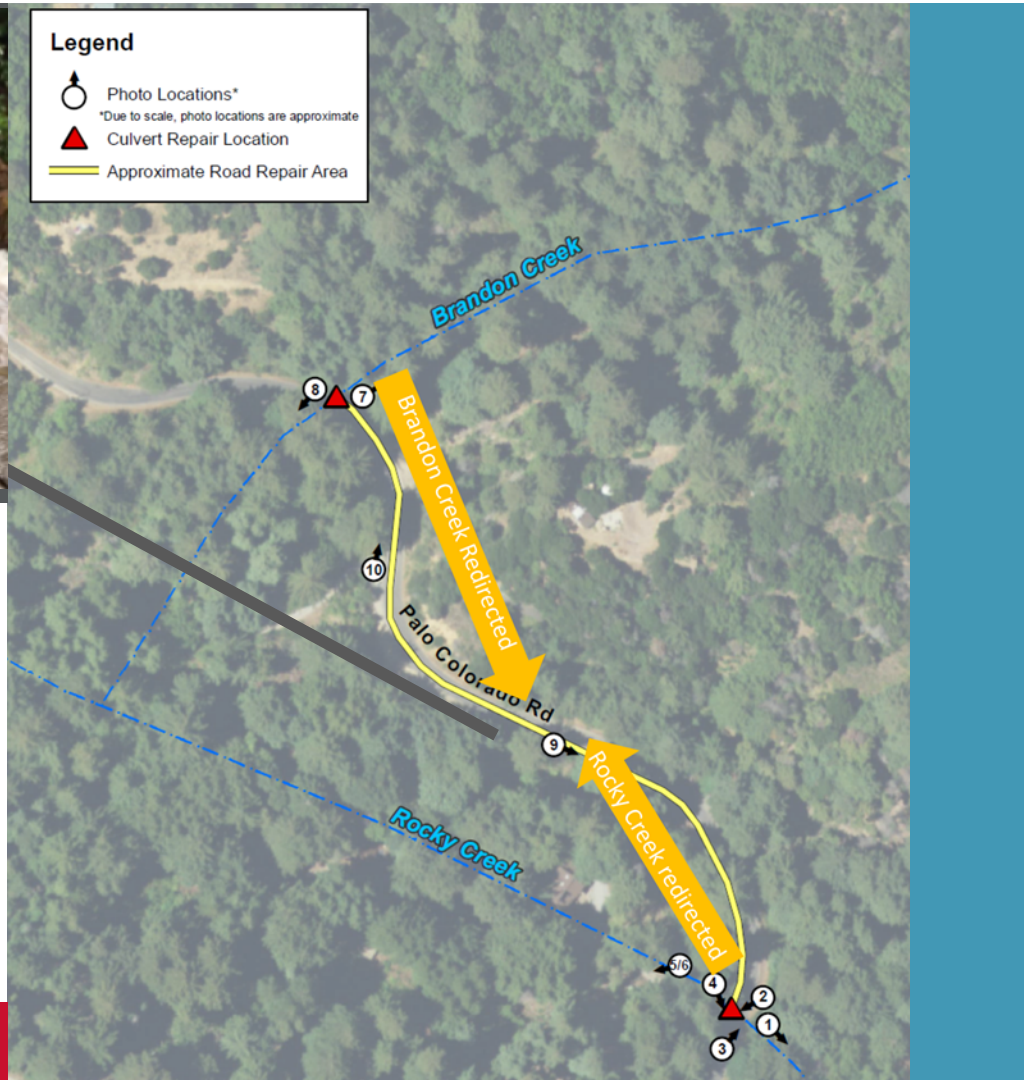 Legend
Photo Locations*
*Due to scale, photo locations are approximate
Culvert Repair Location
Approximate Road Repair Area
Brandon Creek
8
7
Brandon Creek Redirected
10
Palo Colorado Rd
9
Rocky Creek redirected
Rocky Creek
5/6
4
2
1
3